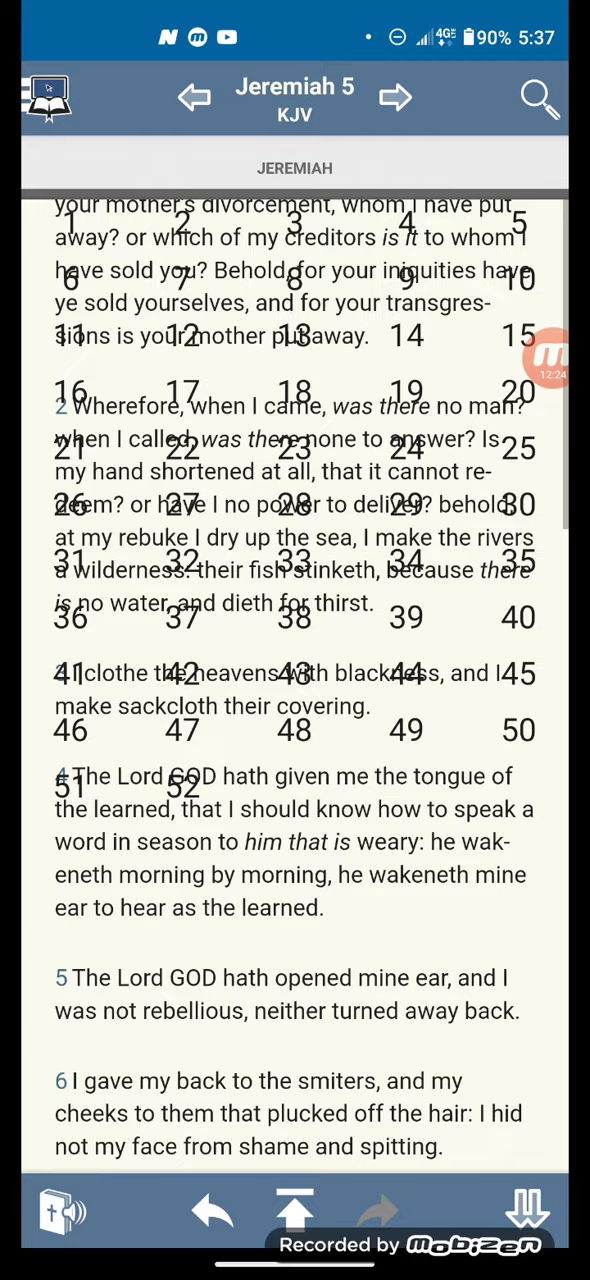 4GE 90% 5:37
Jeremiah 5
KJV
JEREMIAH
your mother's divorcement, whom I have put
away? or which of my creditors is it to whom I
have sold you? Behold, for your iniquities have
ye sold yourselves, and for your transgres-
sions is your mother put away.
2 Wherefore, when I came, was there no man?
when I called, was there none to answer? Is
my hand shortened at all, that it cannot re-
deem? or have I no power to deliver? behold,
at my rebuke I dry up the sea, I make the rivers
a wilderness: their fish stinketh, because there
is no water, and dieth for thirst.
3 I clothe the heavens with blackness, and I
make sackcloth their covering.
4 The Lord GOD hath given me the tongue of
the learned, that I should know how to speak a
word in season to him that is weary: he wak-
eneth morning by morning, he wakeneth mine
ear to hear as the learned.
5 The Lord GOD hath opened mine ear, and I
was not rebellious, neither turned away back.
6 I gave my back to the smiters, and my
cheeks to them that plucked off the hair: I hid
not my face from shame and spitting.
1 2 3 4 5
6 7 8 9 10
11 12 13 14 15
16 17 18 19 20
21 22 23 24 25
26 27 28 29 30
31 32 33 34 35
36 37 38 39 40
41 42 43 44 45
46 47 48 49 50
51 52
12:24
Recorded by mobizen